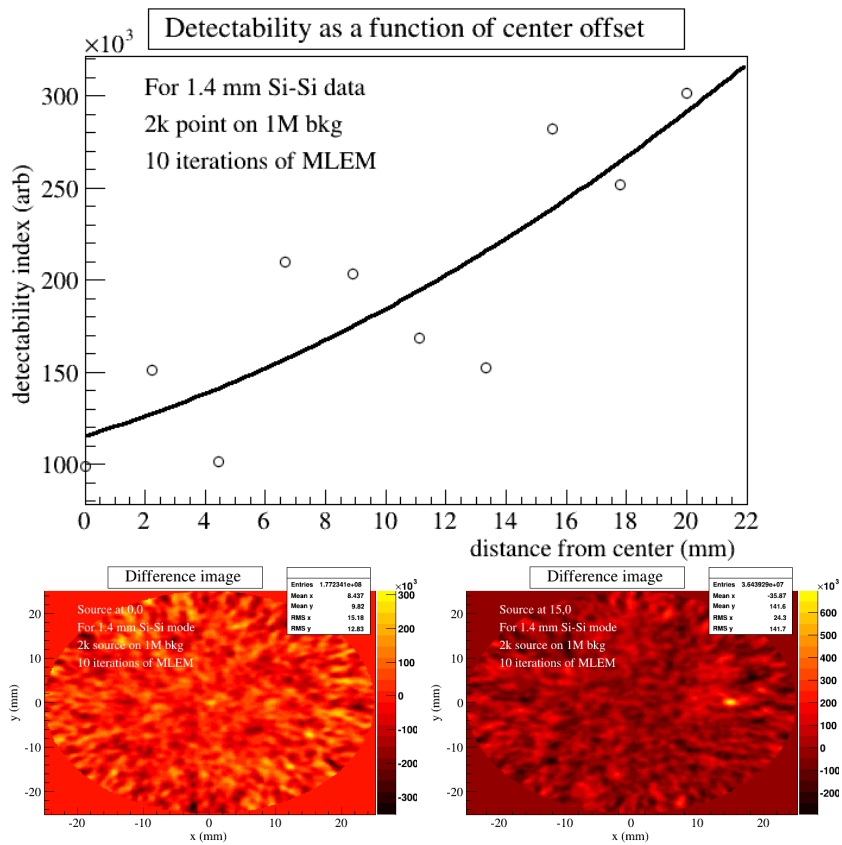 Detectability as a function of center offset
×10³
For 1.4 mm Si-Si data
2k point on 1M bkg
10 iterations of MLEM
detectability index (arb)
300
250
200
150
100
0 2 4 6 8 10 12 14 16 18 20 22
distance from center (mm)
Difference image
Entries 1.772341e+08
Mean x 8.437
Mean y 9.82
RMS x 15.18
RMS y 12.83
×10³
Source at 0,0
For 1.4 mm Si-Si mode
2k source on 1M bkg
10 iterations of MLEM
y (mm)
20
10
0
-10
-20
-20 -10 0 10 20
x (mm)
300
200
100
0
-100
-200
-300
Difference image
Entries 3.643929e+07
Mean x -35.87
Mean y 141.6
RMS x 24.3
RMS y 141.7
×10³
Source at 15,0
For 1.4 mm Si-Si mode
2k source on 1M bkg
10 iterations of MLEM
y (mm)
20
10
0
-10
-20
-20 -10 0 10 20
x (mm)
600
500
400
300
200
100
0
-100
-200